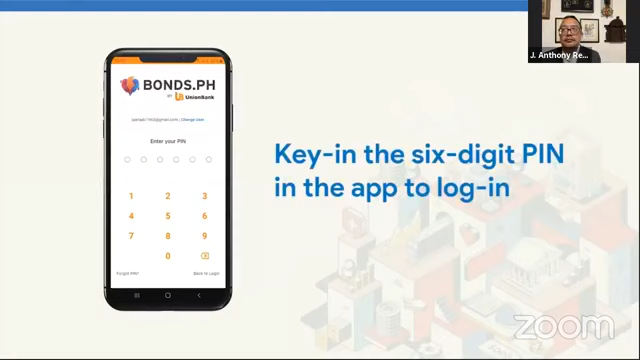 BONDS.PH
BY UnionBank
Change User
Enter your PIN
1 2 3
4 5 6
7 8 9
0
Forgot PIN?
Back to Login
Key-in the six-digit PIN
in the app to log-in
J. Anthony Re...
zoom